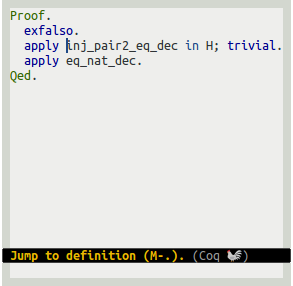 Proof.
exfalso.
apply inj_pair2_eq_dec in H; trivial.
apply eq_nat_dec.
Qed.
Jump to definition (M-.). (Coq 🐓)